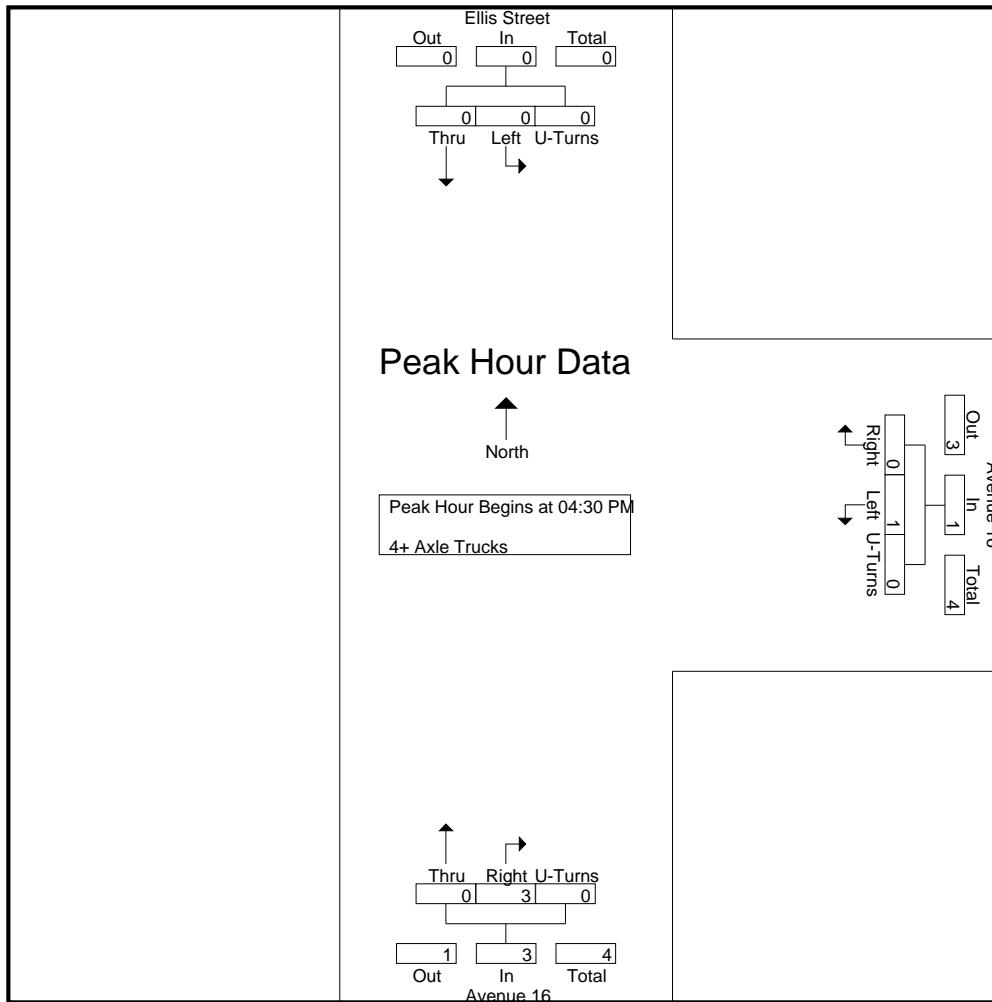 Ellis Street
Out In Total
0 0 0
0 0 0
Thru Left U-Turns
Peak Hour Data
North
Peak Hour Begins at 04:30 PM
4+ Axle Trucks
Right Left U-Turns
0 1 0
Out In Total
3 1 4
Avenue 16
Thru Right U-Turns
0 3 0
1 3 4
Out In Total
Avenue 16